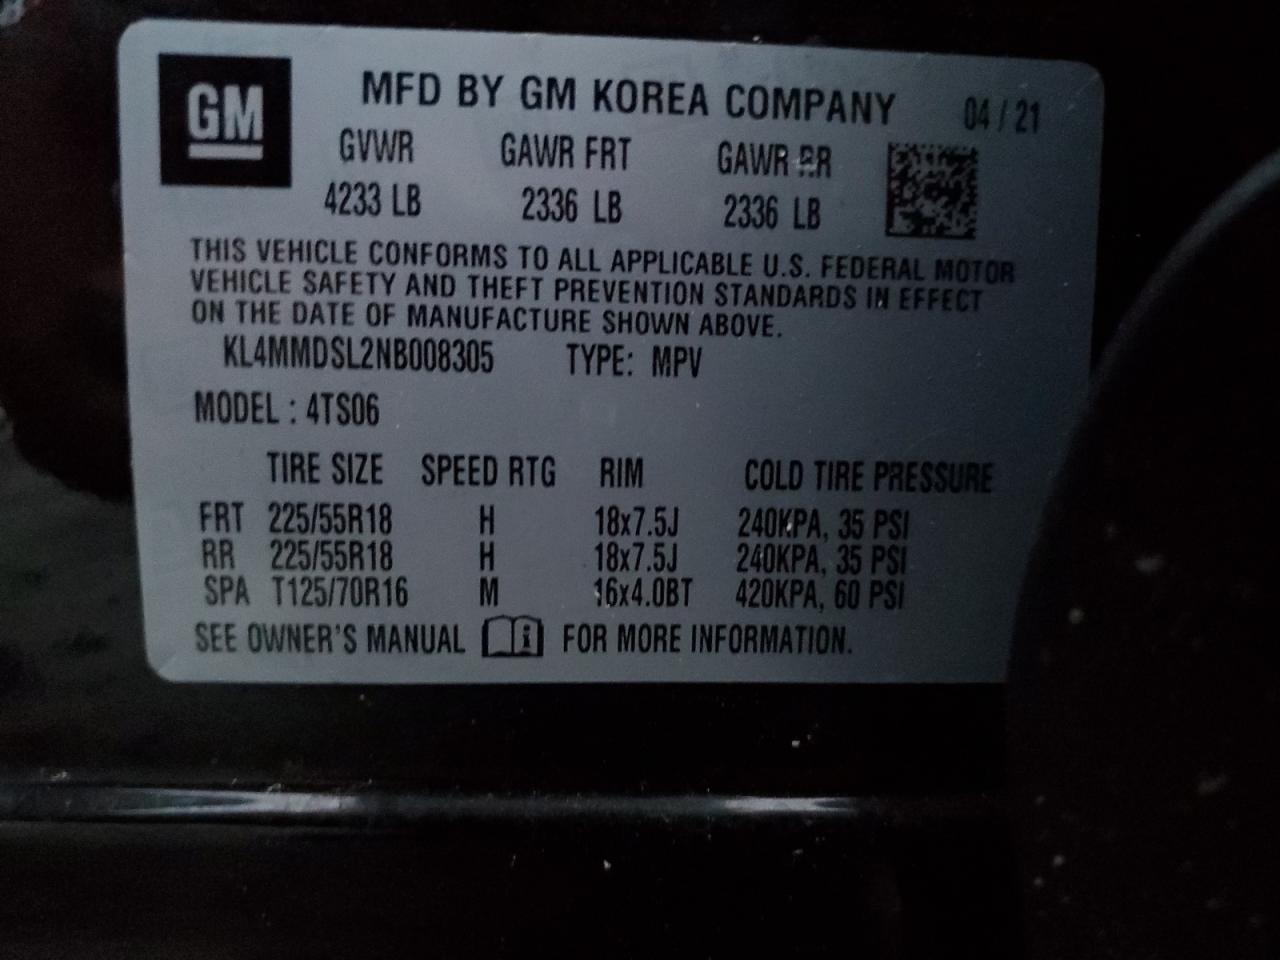 GM
MFD BY GM KOREA COMPANY 04 / 21
GVWR GAWR FRT GAWR RR
4233 LB 2336 LB 2336 LB
THIS VEHICLE CONFORMS TO ALL APPLICABLE U.S. FEDERAL MOTOR
VEHICLE SAFETY AND THEFT PREVENTION STANDARDS IN EFFECT
ON THE DATE OF MANUFACTURE SHOWN ABOVE.
KL4MMDSL2NB008305 TYPE: MPV
MODEL : 4TS06
TIRE SIZE SPEED RTG RIM COLD TIRE PRESSURE
FRT 225/55R18 H 18x7.5J 240KPA, 35 PSI
RR 225/55R18 H 18x7.5J 240KPA, 35 PSI
SPA T125/70R16 M 16x4.0BT 420KPA, 60 PSI
SEE OWNER'S MANUAL i FOR MORE INFORMATION.